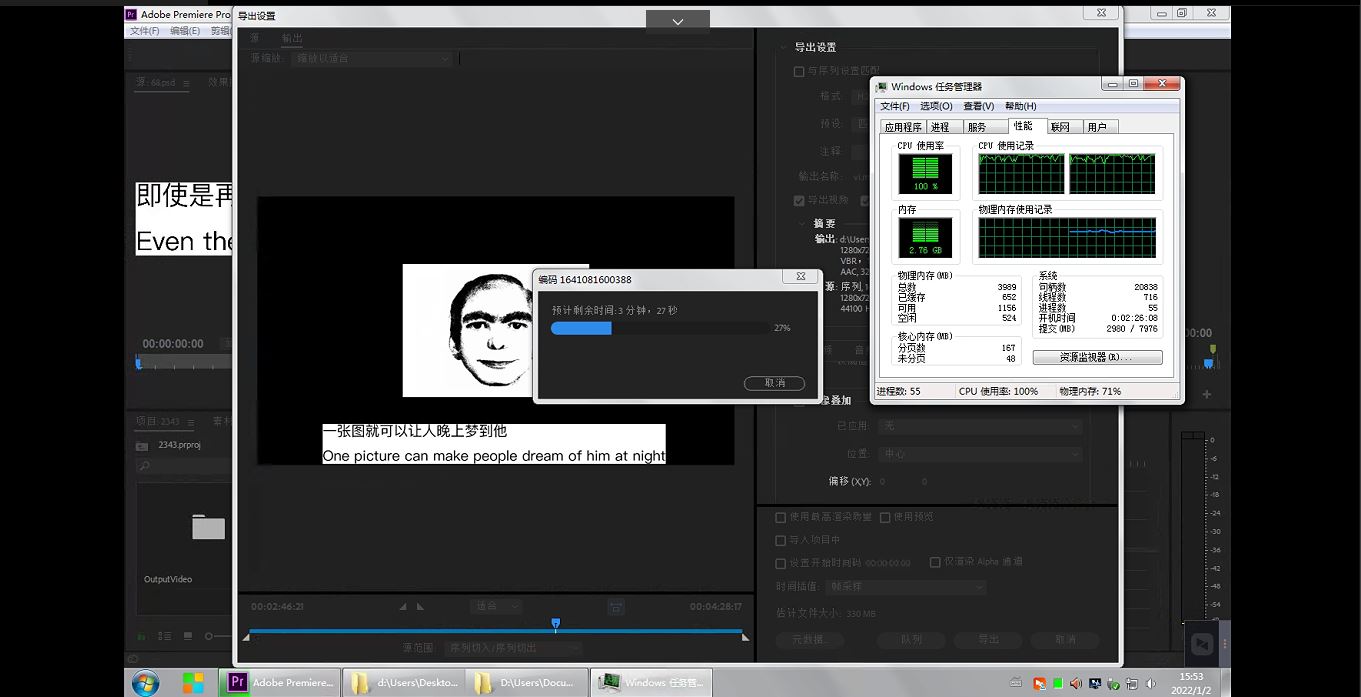 Adobe Premiere Pro
文件(F) 编辑(E) 剪辑
源:68.psd
效果
即使是再
Even the
00:00:00:00
项目:2343
素材
2343.prproj
OutputVideo
导出设置
源 输出
源缩放: 缩放以适合
一张图就可以让人晚上梦到他
One picture can make people dream of him at night
00:02:46:21
适合
00:04:28:17
源范围: 序列切入/序列切出
编码 1641081600388
预计剩余时间:3 分钟，27 秒
27%
取消
导出设置
与序列设置匹配
格式:
预设:
注释:
输出名称:
导出视频
摘要
输出: d:\User
1280x72
VBR，
AAC, 32
源: 序列,
1280x72
44100 H
像叠加
已应用: 无
位置: 中心
偏移 (X,Y): 0 0
使用最高渲染质量 使用预览
导入项目中
设置开始时间码 00:00:00:00 仅渲染 Alpha 通道
时间插值: 帧采样
估计文件大小: 330 MB
元数据... 队列 导出 取消
Windows 任务管理器
文件(F) 选项(O) 查看(V) 帮助(H)
应用程序 进程 服务 性能 联网 用户
CPU 使用率
CPU 使用记录
100 %
内存
物理内存使用记录
2.76 GB
物理内存(MB)
总数 3989
已缓存 652
可用 1156
空闲 524
核心内存(MB)
分页数 167
未分页 48
系统
句柄数 20838
线程数 716
进程数 55
开机时间 0:02:26:08
提交(MB) 2980 / 7976
资源监视器(R)...
进程数: 55 CPU 使用率: 100% 物理内存: 71%
00:00
0
-6
-12
-18
-24
-30
-36
-42
-48
-54
Pr Adobe Premiere...
d:\Users\Deskto...
D:\Users\Docu...
Windows 任务管...
15:53
2022/1/2